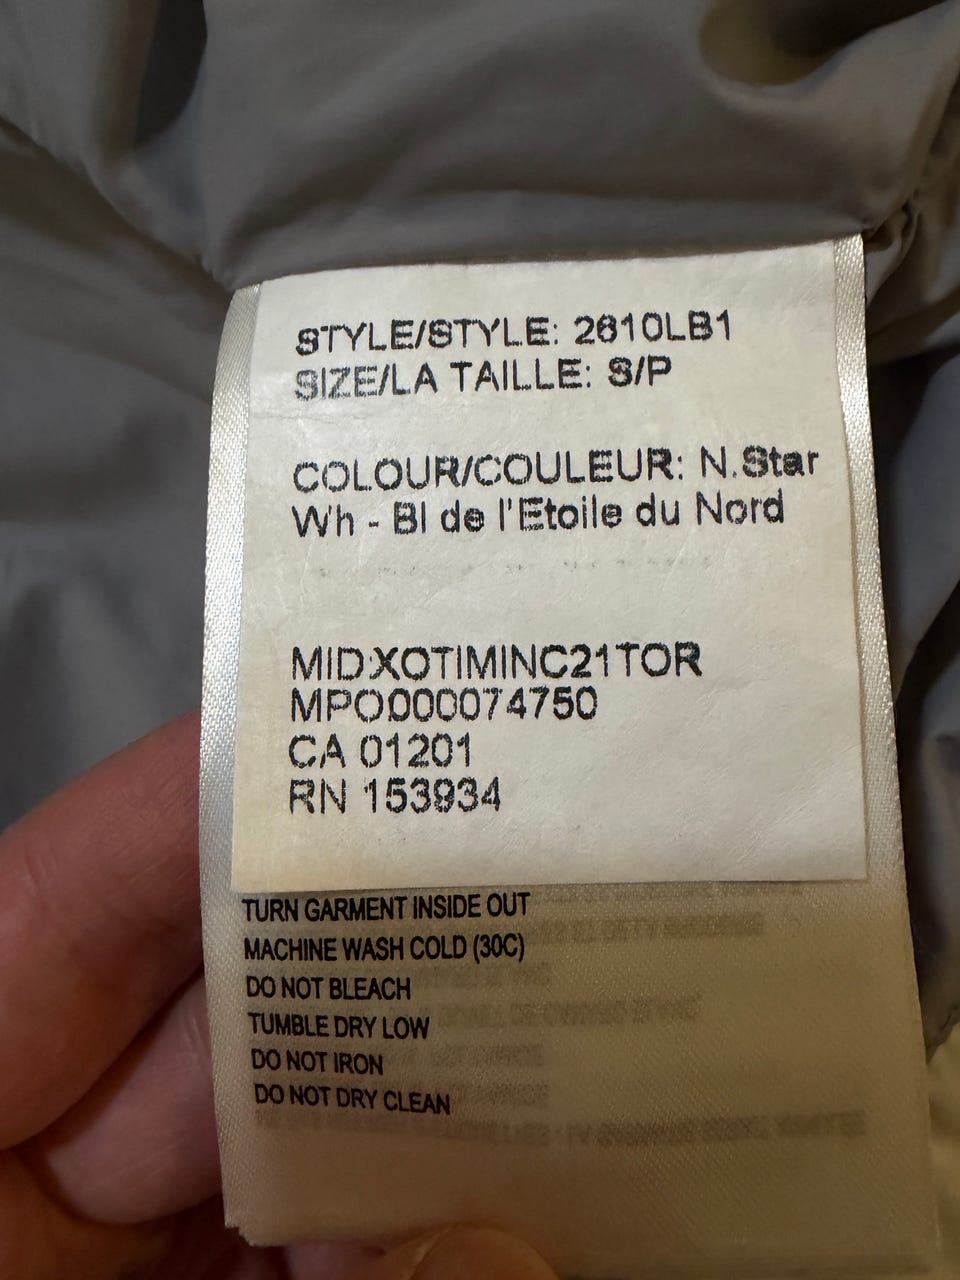 STYLE/STYLE: 2610LB1
SIZE/LA TAILLE: S/P
COLOUR/COULEUR: N.Star
Wh - Bl de l'Etoile du Nord
MID:XOTIMINC21TOR
MPO000074750
CA 01201
RN 153934
TURN GARMENT INSIDE OUT
MACHINE WASH COLD (30C)
DO NOT BLEACH
TUMBLE DRY LOW
DO NOT IRON
DO NOT DRY CLEAN